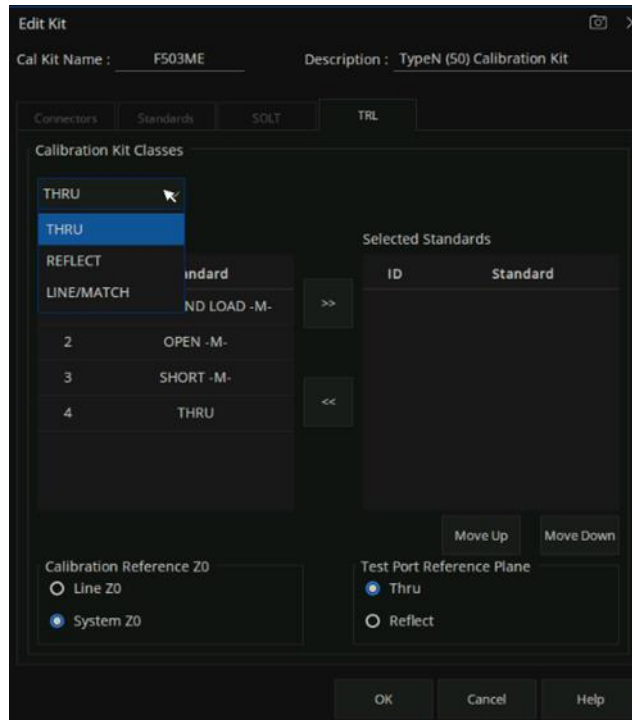 Edit Kit
Cal Kit Name : F503ME Description : TypeN (50) Calibration Kit
Connectors Standards SOLT TRL
Calibration Kit Classes
THRU
THRU
REFLECT
LINE/MATCH
Selected Standards
ID Standard
ND LOAD -M- >>
2 OPEN -M-
3 SHORT -M-
4 THRU
<<
Move Up Move Down
Calibration Reference Z0 Test Port Reference Plane
Line Z0 Thru
System Z0 Reflect
OK Cancel Help